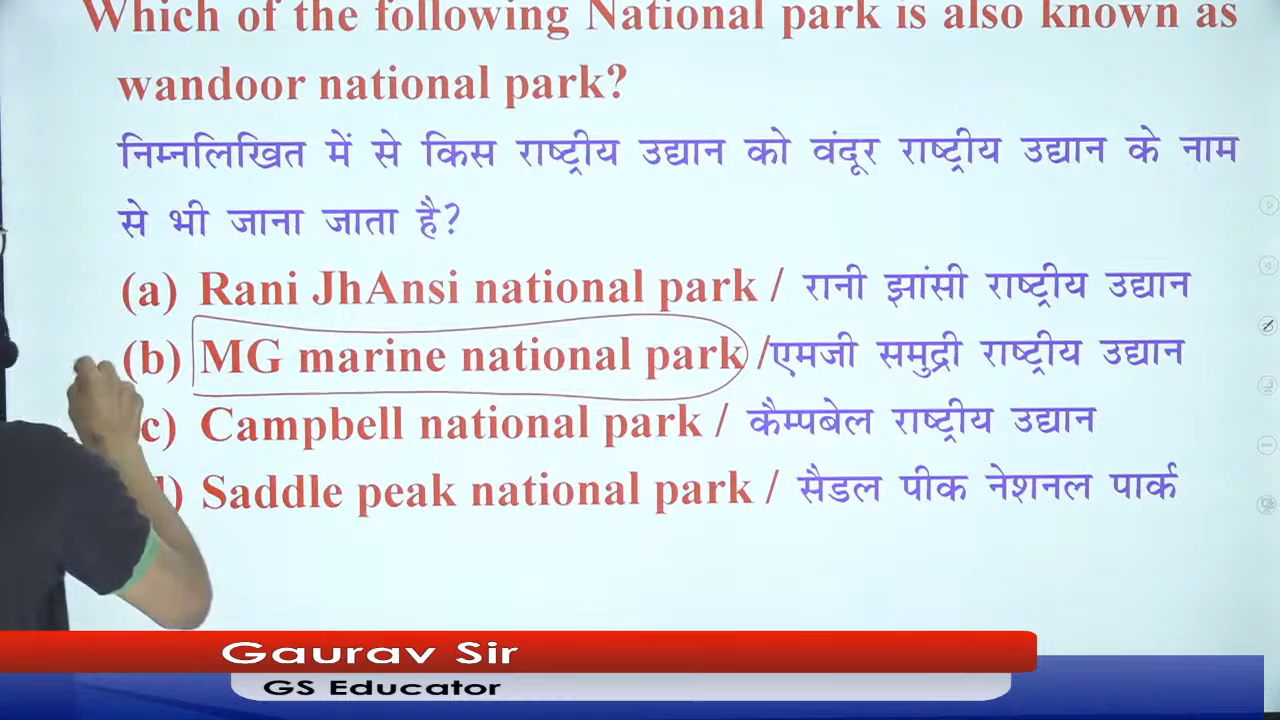 Which of the following National park is also known as
wandoor national park?
निम्नलिखित में से किस राष्ट्रीय उद्यान को वंदूर राष्ट्रीय उद्यान के नाम
से भी जाना जाता है?
(a) Rani JhAnsi national park / रानी झांसी राष्ट्रीय उद्यान
(b) MG marine national park /एमजी समुद्री राष्ट्रीय उद्यान
c) Campbell national park / कैम्पबेल राष्ट्रीय उद्यान
d) Saddle peak national park / सैडल पीक नेशनल पार्क
Gaurav Sir
GS Educator